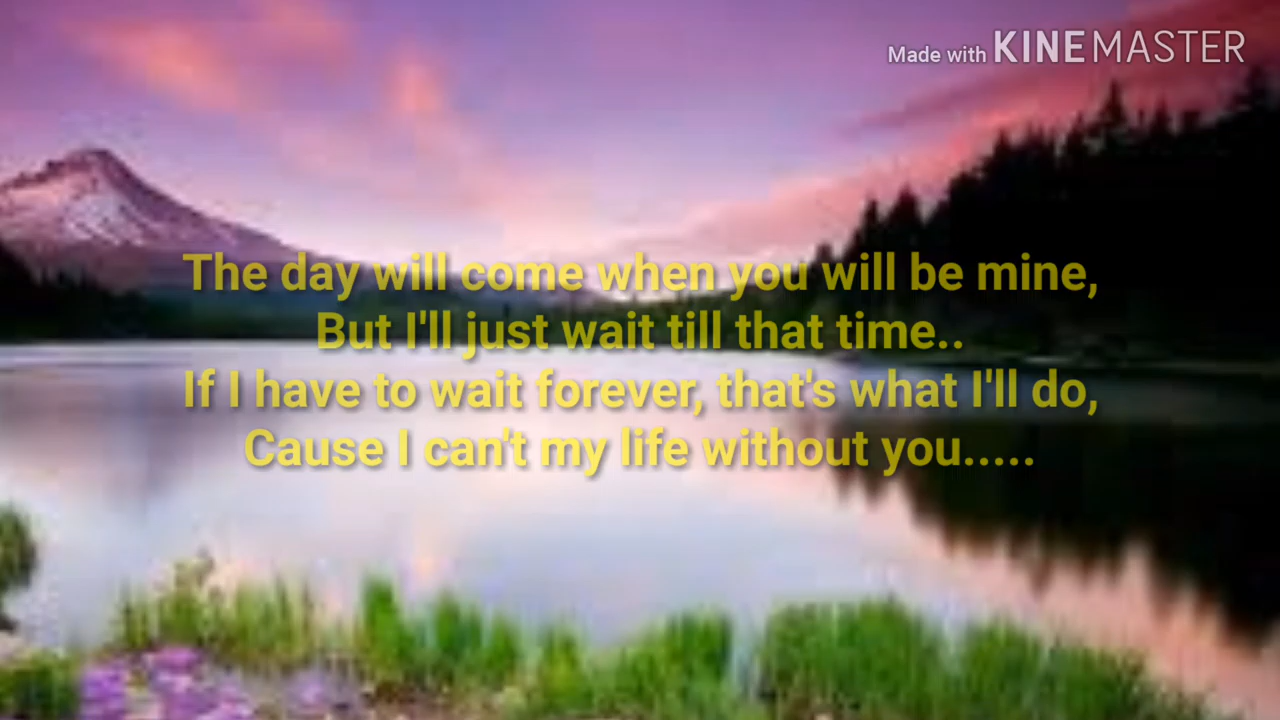 Made with KINEMASTER
The day will come when you will be mine,
But I'll just wait till that time..
If I have to wait forever, that's what I'll do,
Cause I can't my life without you.....